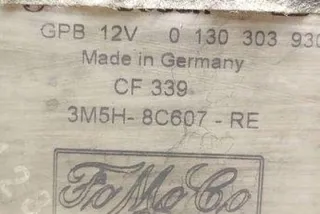 GPB 12V 0 130 303 930
Made in Germany
CF 339
3M5H- 8C607 - RE
FoMoCo